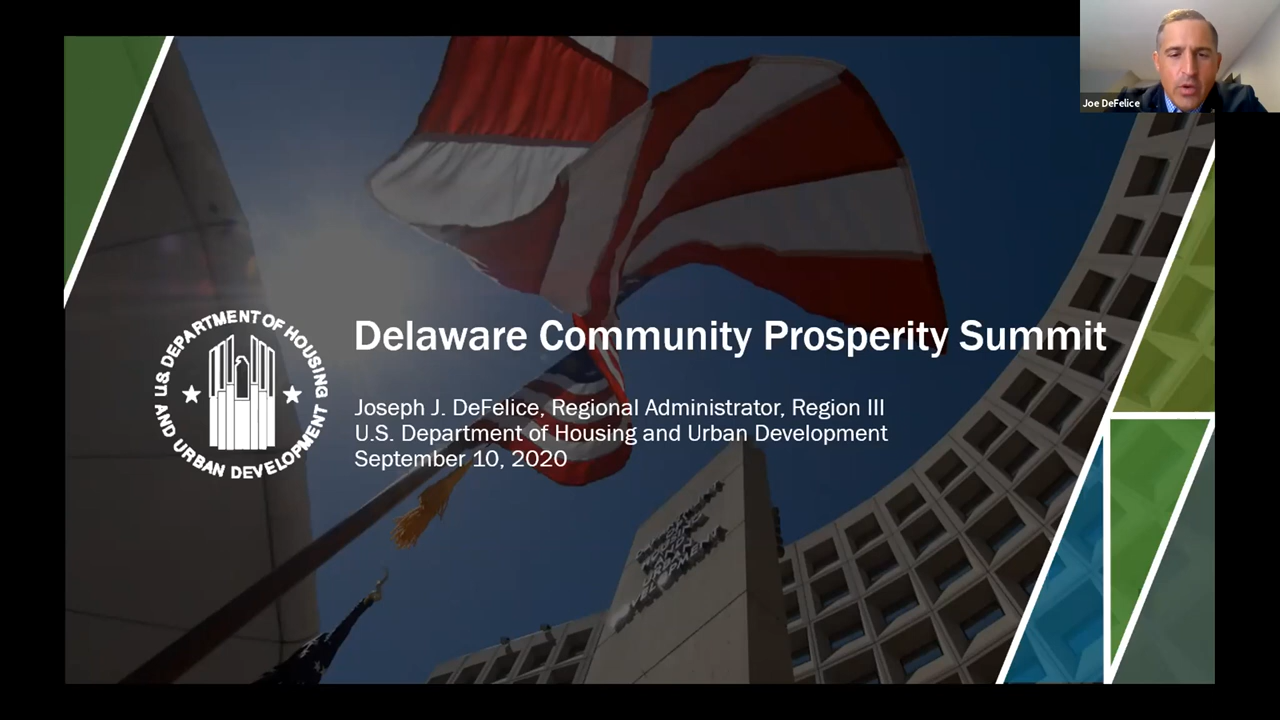 Joe DeFelice
U.S. DEPARTMENT OF HOUSING
AND URBAN DEVELOPMENT
Delaware Community Prosperity Summit
Joseph J. DeFelice, Regional Administrator, Region III
U.S. Department of Housing and Urban Development
September 10, 2020